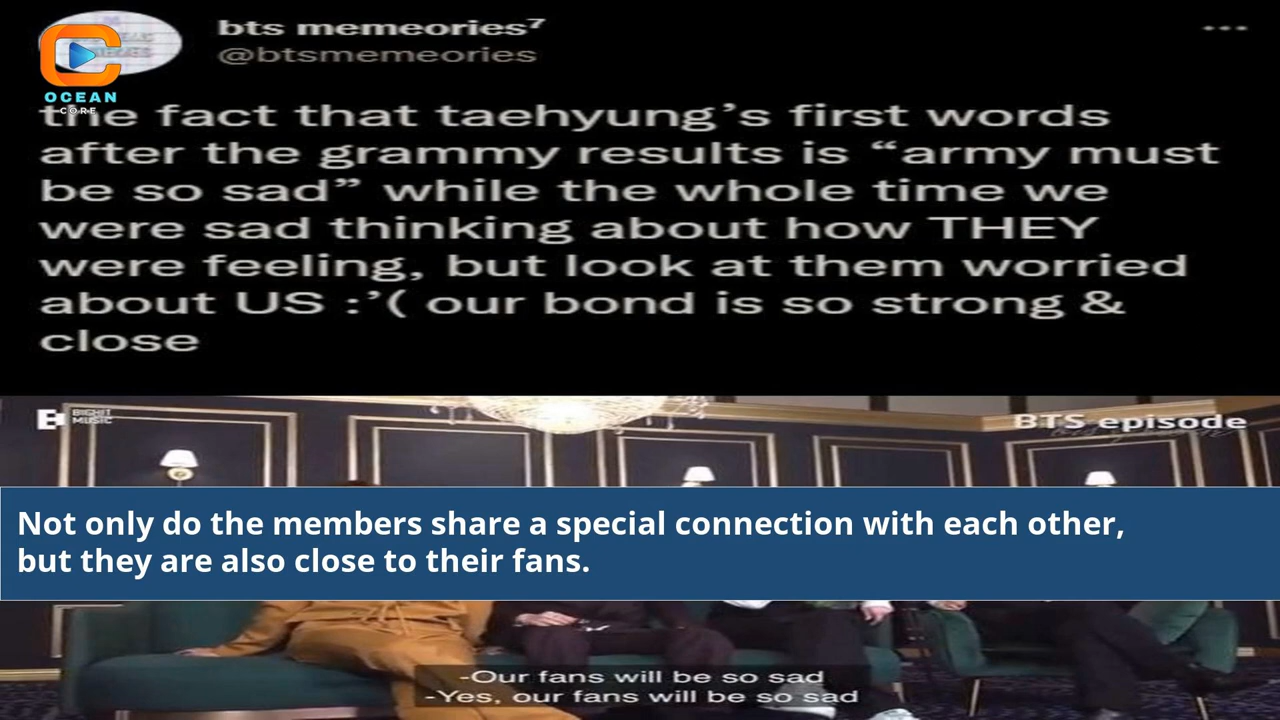 bts memeories⁷
@btsmemeories
OCEAN
CORE
the fact that taehyung's first words
after the grammy results is “army must
be so sad” while the whole time we
were sad thinking about how THEY
were feeling, but look at them worried
about US :'( our bond is so strong &
close
BIGHIT
MUSIC
BTS episode
Not only do the members share a special connection with each other,
but they are also close to their fans.
-Our fans will be so sad
-Yes, our fans will be so sad